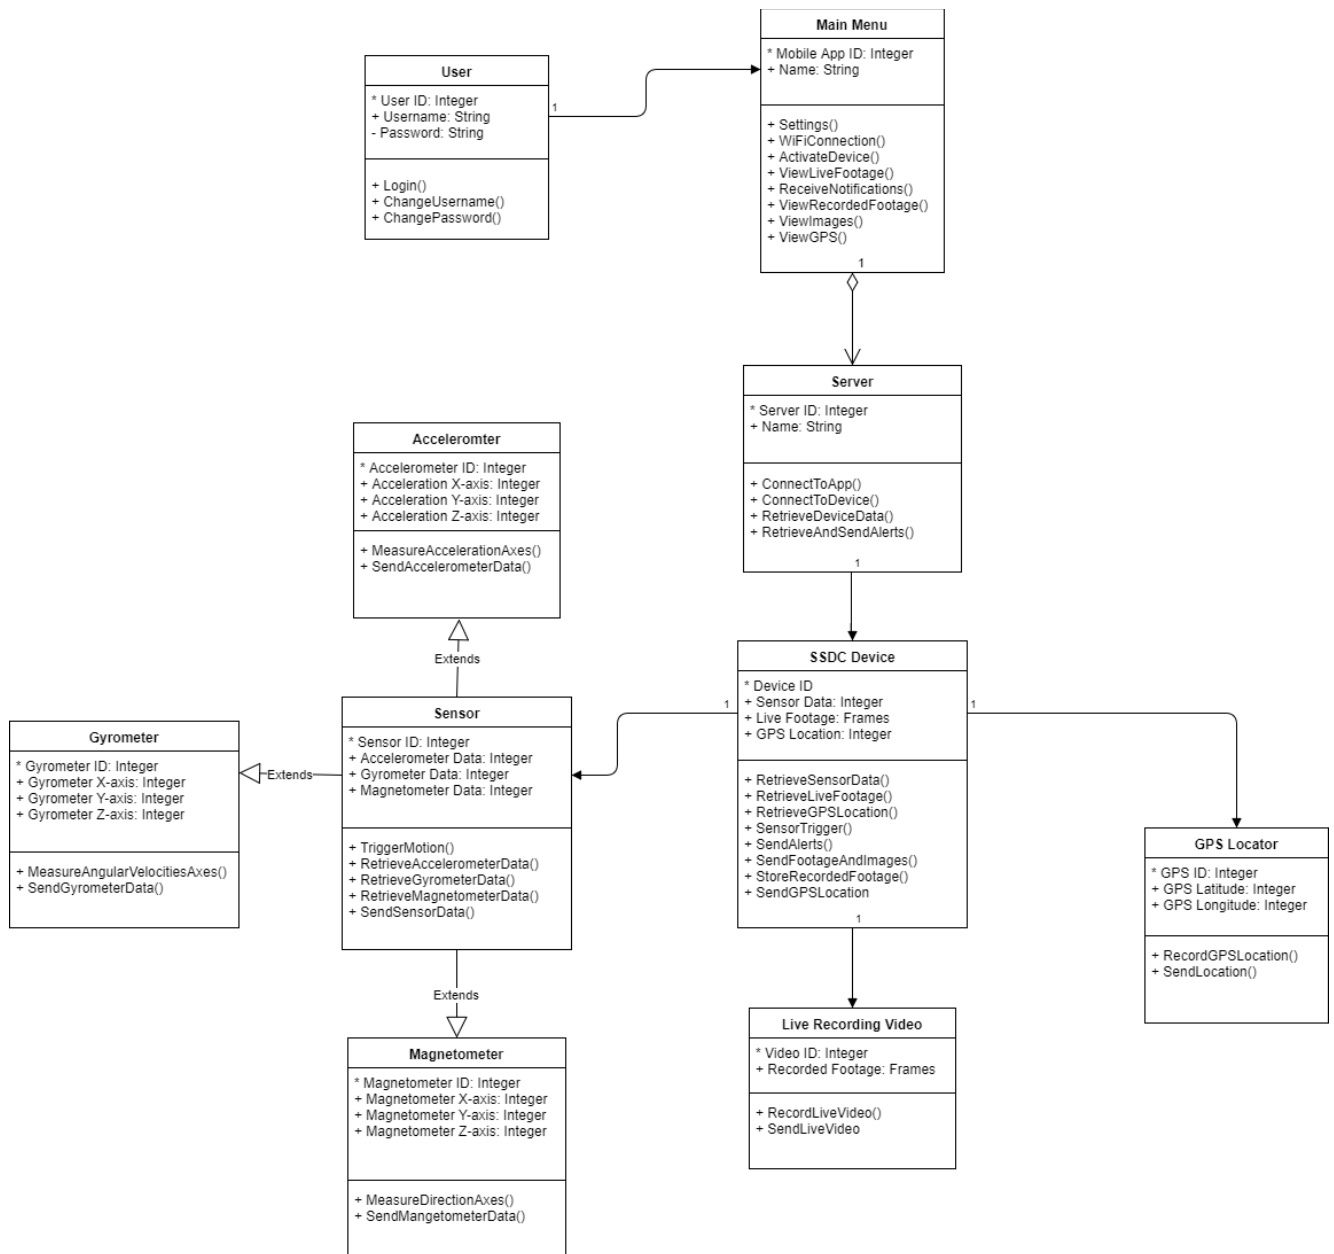 Main Menu
* Mobile App ID: Integer
+ Name: String
+ Settings()
+ WiFiConnection()
+ ActivateDevice()
+ ViewLiveFootage()
+ ReceiveNotifications()
+ ViewRecordedFootage()
+ ViewImages()
+ ViewGPS()
1
User
* User ID: Integer
+ Username: String
- Password: String
+ Login()
+ ChangeUsername()
+ ChangePassword()
1
Server
* Server ID: Integer
+ Name: String
+ ConnectToApp()
+ ConnectToDevice()
+ RetrieveDeviceData()
+ RetrieveAndSendAlerts()
1
Acceleromter
* Accelerometer ID: Integer
+ Acceleration X-axis: Integer
+ Acceleration Y-axis: Integer
+ Acceleration Z-axis: Integer
+ MeasureAccelerationAxes()
+ SendAccelerometerData()
Extends
SSDC Device
* Device ID
+ Sensor Data: Integer
+ Live Footage: Frames
+ GPS Location: Integer
+ RetrieveSensorData()
+ RetrieveLiveFootage()
+ RetrieveGPSLocation()
+ SensorTrigger()
+ SendAlerts()
+ SendFootageAndImages()
+ StoreRecordedFootage()
+ SendGPSLocation
1
1
1
Sensor
* Sensor ID: Integer
+ Accelerometer Data: Integer
+ Gyrometer Data: Integer
+ Magnetometer Data: Integer
+ TriggerMotion()
+ RetrieveAccelerometerData()
+ RetrieveGyrometerData()
+ RetrieveMagnetometerData()
+ SendSensorData()
Extends
Gyrometer
* Gyrometer ID: Integer
+ Gyrometer X-axis: Integer
+ Gyrometer Y-axis: Integer
+ Gyrometer Z-axis: Integer
+ MeasureAngularVelocitiesAxes()
+ SendGyrometerData()
GPS Locator
* GPS ID: Integer
+ GPS Latitude: Integer
+ GPS Longitude: Integer
+ RecordGPSLocation()
+ SendLocation()
Extends
Live Recording Video
* Video ID: Integer
+ Recorded Footage: Frames
+ RecordLiveVideo()
+ SendLiveVideo
Magnetometer
* Magnetometer ID: Integer
+ Magnetometer X-axis: Integer
+ Magnetometer Y-axis: Integer
+ Magnetometer Z-axis: Integer
+ MeasureDirectionAxes()
+ SendMangetometerData()